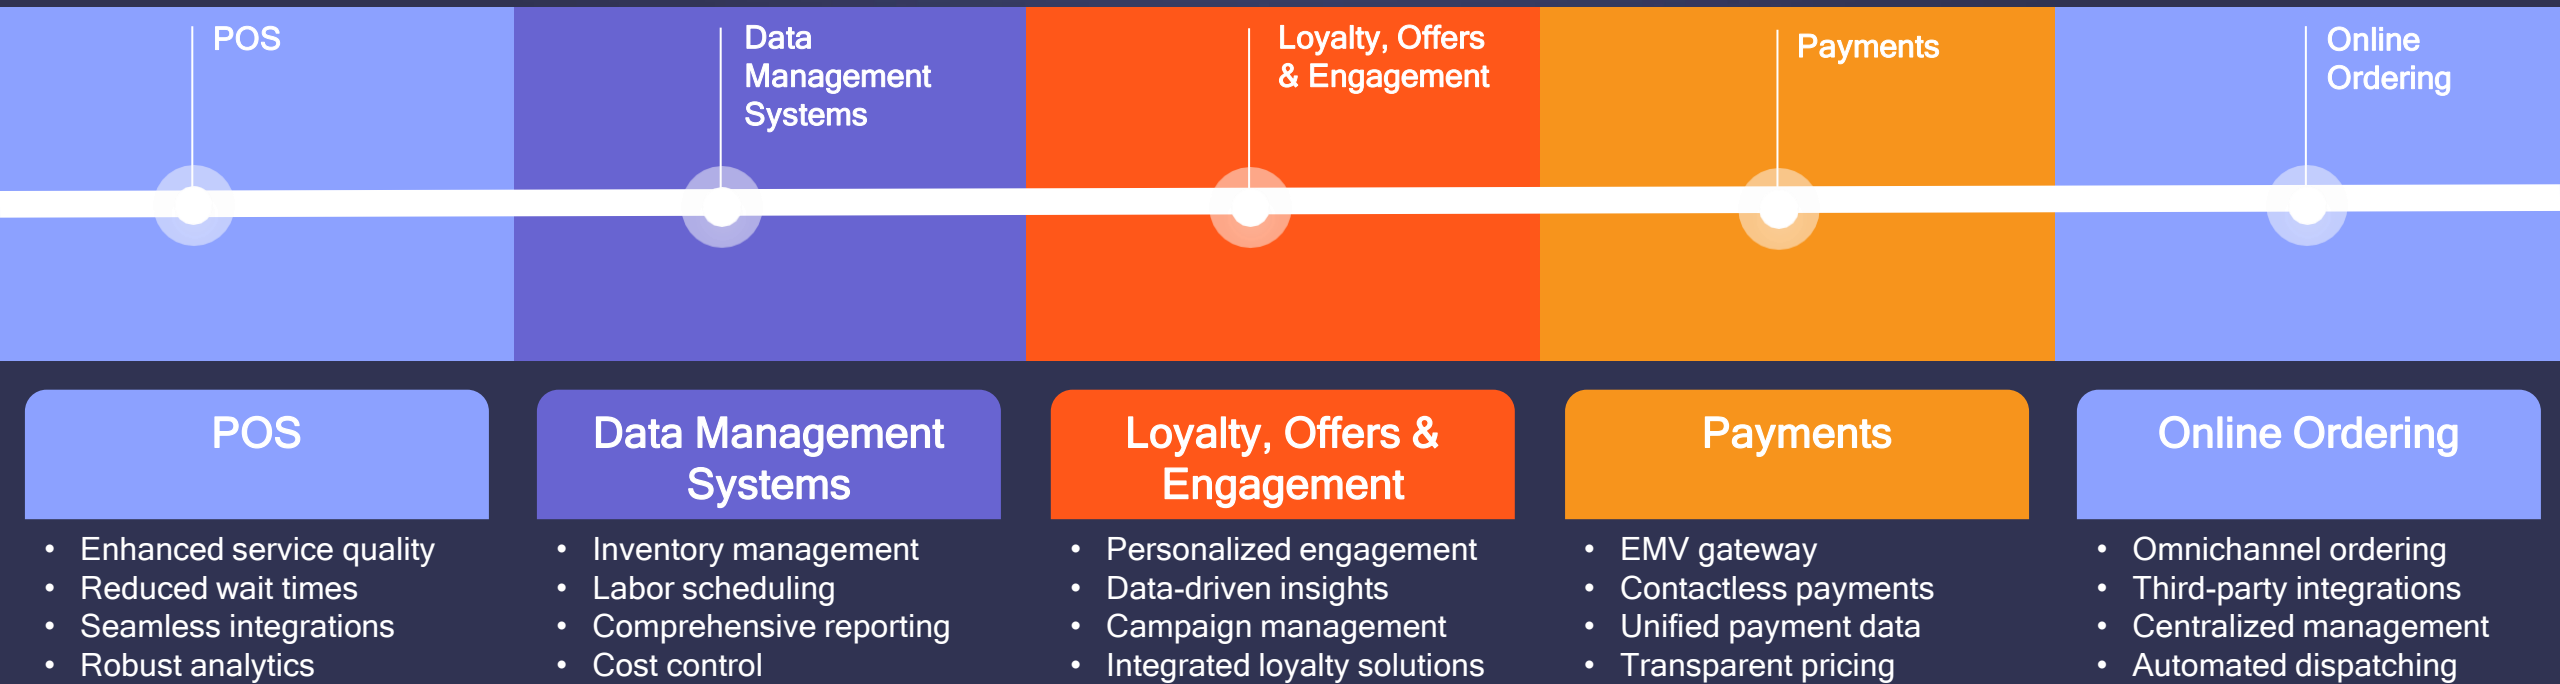 POS
Data
Management
Systems
Loyalty, Offers
& Engagement
Payments
Online
Ordering
POS
• Enhanced service quality
• Reduced wait times
• Seamless integrations
• Robust analytics
Data Management
Systems
• Inventory management
• Labor scheduling
• Comprehensive reporting
• Cost control
Loyalty, Offers &
Engagement
• Personalized engagement
• Data-driven insights
• Campaign management
• Integrated loyalty solutions
Payments
• EMV gateway
• Contactless payments
• Unified payment data
• Transparent pricing
Online Ordering
• Omnichannel ordering
• Third-party integrations
• Centralized management
• Automated dispatching